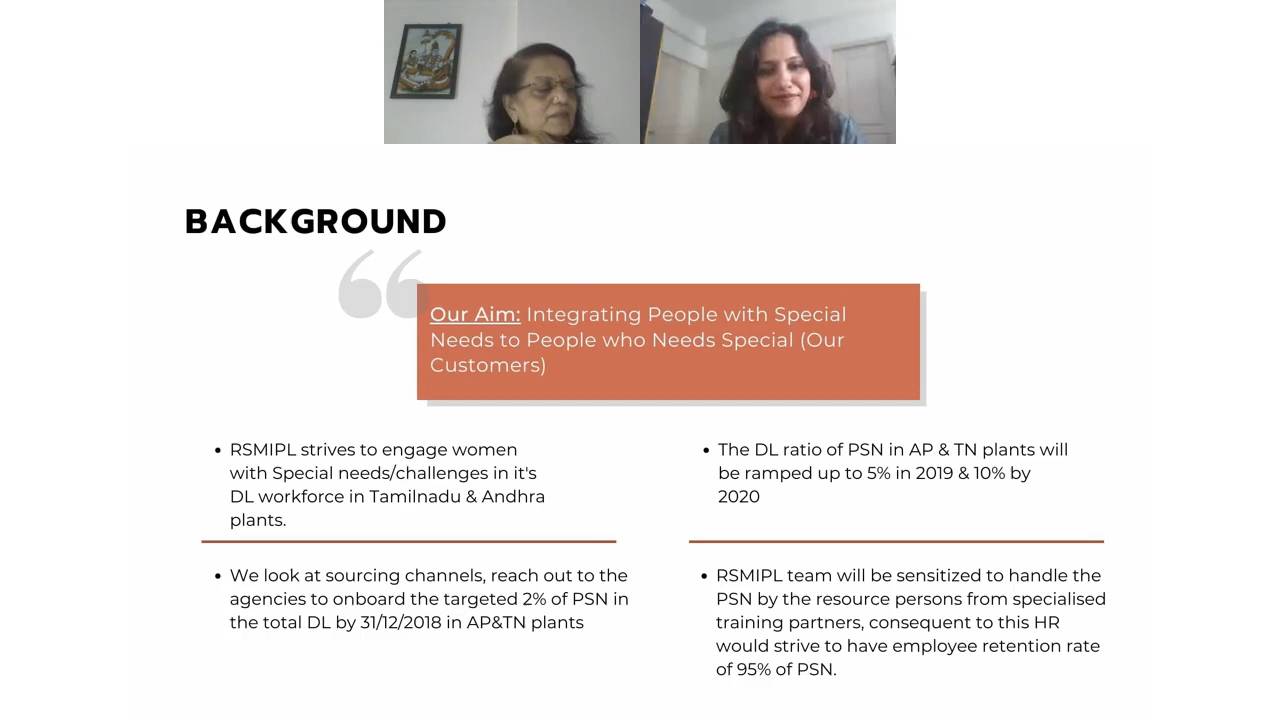 BACKGROUND
Our Aim: Integrating People with Special
Needs to People who Needs Special (Our
Customers)
• RSMIPL strives to engage women
with Special needs/challenges in it's
DL workforce in Tamilnadu & Andhra
plants.
• The DL ratio of PSN in AP & TN plants will
be ramped up to 5% in 2019 & 10% by
2020
• We look at sourcing channels, reach out to the
agencies to onboard the targeted 2% of PSN in
the total DL by 31/12/2018 in AP&TN plants
• RSMIPL team will be sensitized to handle the
PSN by the resource persons from specialised
training partners, consequent to this HR
would strive to have employee retention rate
of 95% of PSN.